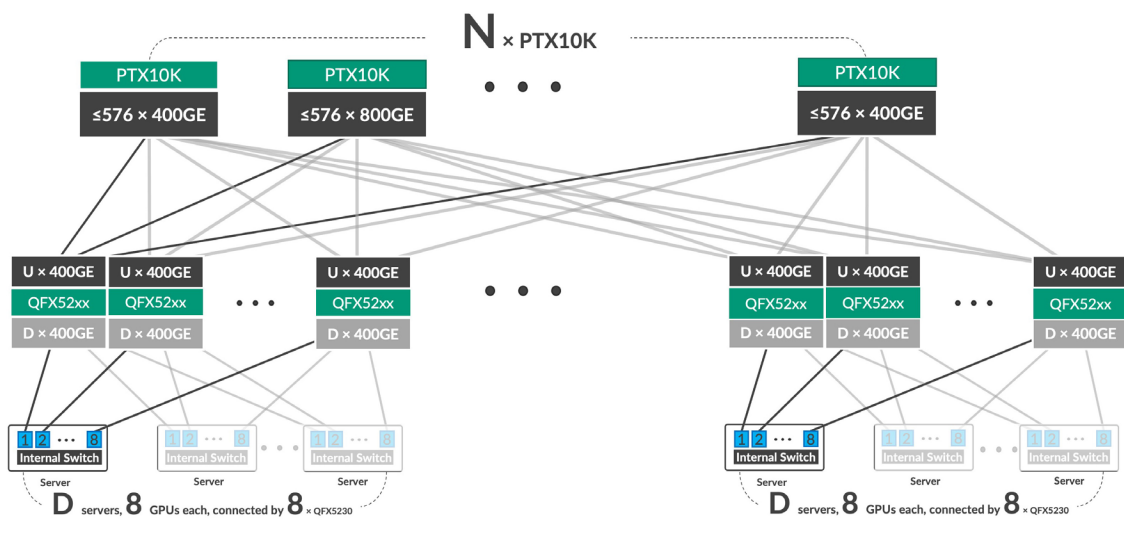 N × PTX10K
PTX10K PTX10K PTX10K
≤576 × 400GE ≤576 × 800GE ≤576 × 400GE
U × 400GE U × 400GE U × 400GE U × 400GE U × 400GE U × 400GE
QFX52xx QFX52xx QFX52xx QFX52xx QFX52xx QFX52xx
D × 400GE D × 400GE D × 400GE D × 400GE D × 400GE D × 400GE
1 2 ... 8 1 2 ... 8 1 2 ... 8 1 2 ... 8 1 2 ... 8 1 2 ... 8
Internal Switch Internal Switch Internal Switch Internal Switch Internal Switch Internal Switch
Server Server Server Server Server Server
D servers, 8 GPUs each, connected by 8 × QFX5230 D servers, 8 GPUs each, connected by 8 × QFX5230